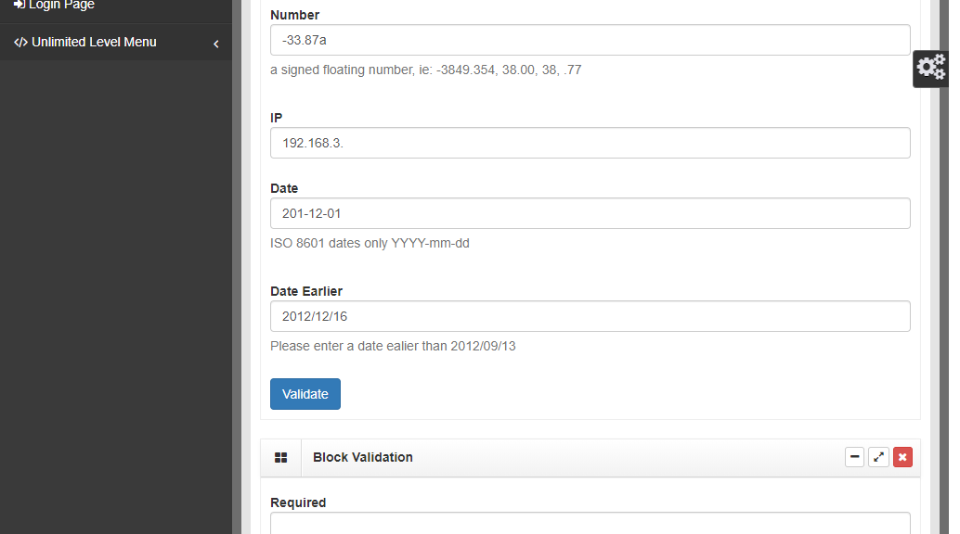 Login Page
Unlimited Level Menu
Number
-33.87a
a signed floating number, ie: -3849.354, 38.00, 38, .77
IP
192.168.3.
Date
201-12-01
ISO 8601 dates only YYYY-mm-dd
Date Earlier
2012/12/16
Please enter a date ealier than 2012/09/13
Validate
Block Validation
Required